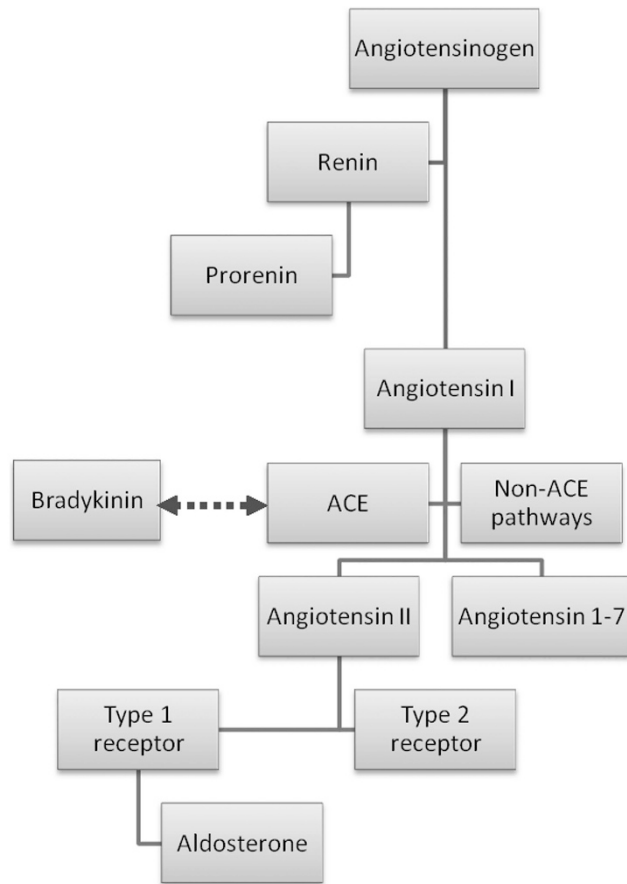 Angiotensinogen
Renin
Prorenin
Angiotensin I
Bradykinin
ACE
Non-ACE
pathways
Angiotensin II
Angiotensin 1-7
Type 1
receptor
Type 2
receptor
Aldosterone